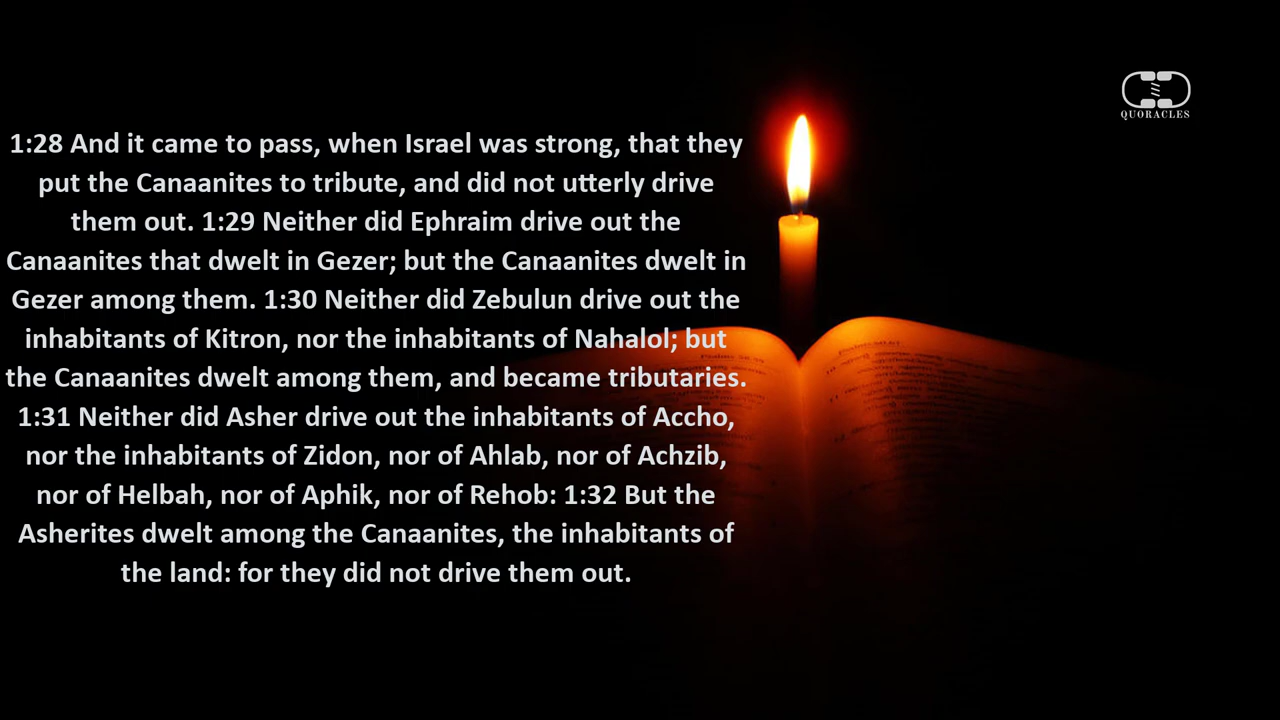 QUORACLES
1:28 And it came to pass, when Israel was strong, that they
put the Canaanites to tribute, and did not utterly drive
them out. 1:29 Neither did Ephraim drive out the
Canaanites that dwelt in Gezer; but the Canaanites dwelt in
Gezer among them. 1:30 Neither did Zebulun drive out the
inhabitants of Kitron, nor the inhabitants of Nahalol; but
the Canaanites dwelt among them, and became tributaries.
1:31 Neither did Asher drive out the inhabitants of Accho,
nor the inhabitants of Zidon, nor of Ahlab, nor of Achzib,
nor of Helbah, nor of Aphik, nor of Rehob: 1:32 But the
Asherites dwelt among the Canaanites, the inhabitants of
the land: for they did not drive them out.